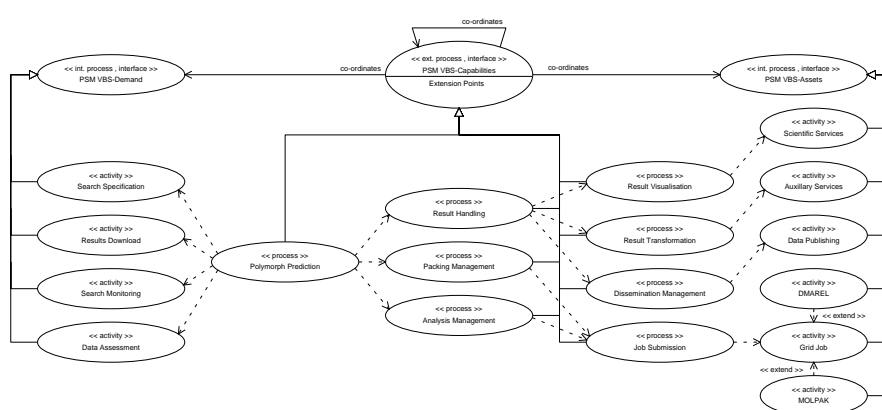 co-ordinates
<< int. process , interface >>
PSM VBS-Demand
co-ordinates
<< ext. process , interface >>
PSM VBS-Capabilities
Extension Points
co-ordinates
<< int. process , interface >>
PSM VBS-Assets
<< activity >>
Scientific Services
<< activity >>
Search Specification
<< process >>
Result Visualisation
<< activity >>
Auxillary Services
<< process >>
Result Handling
<< activity >>
Results Download
<< process >>
Result Transformation
<< activity >>
Data Publishing
<< process >>
Polymorph Prediction
<< process >>
Packing Management
<< activity >>
Search Monitoring
<< process >>
Dissemination Management
<< activity >>
DMAREL
<< process >>
Analysis Management
<< extend >>
<< activity >>
Data Assessment
<< process >>
Job Submission
<< activity >>
Grid Job
<< extend >>
<< activity >>
MOLPAK